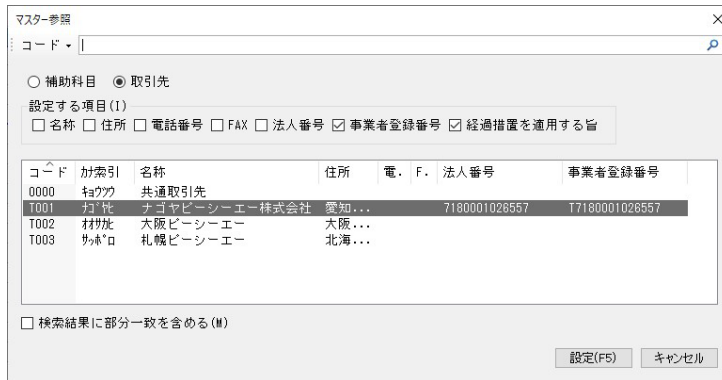 マスター参照
コード
補助科目 取引先
設定する項目(I)
名称 住所 電話番号 FAX 法人番号 事業者登録番号 経過措置を適用する旨
コード ｶﾅ索引 名称 住所 電. F. 法人番号 事業者登録番号
0000 ｷｮｳﾂｳ 共通取引先
T001 ﾅｺﾞﾔﾋ ナゴヤピーシーエー株式会社 愛知... 7180001026557 T7180001026557
T002 ｵｵｻｶﾋ 大阪ピーシーエー 大阪...
T003 ｻｯﾎﾟﾛ 札幌ピーシーエー 北海...
検索結果に部分一致を含める(M)
設定(F5) キャンセル